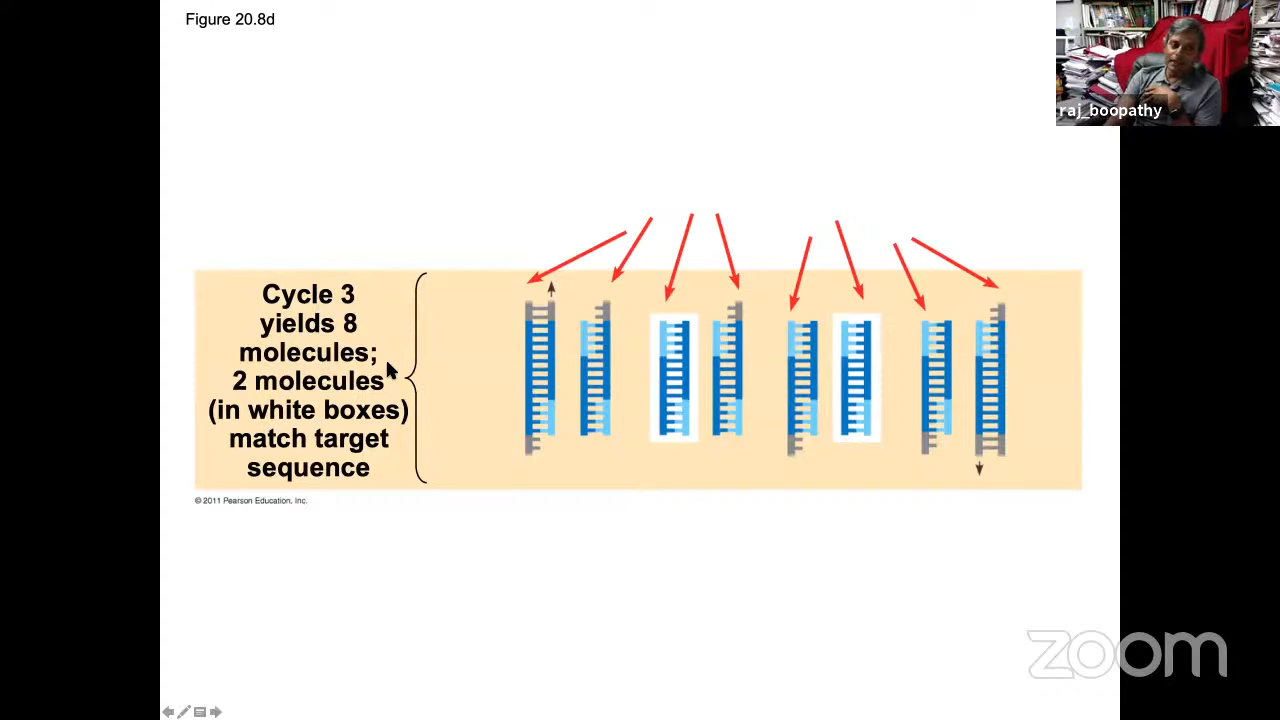 Figure 20.8d
raj_boopathy
Cycle 3
yields 8
molecules;
2 molecules
(in white boxes)
match target
sequence
© 2011 Pearson Education, Inc.
zoom